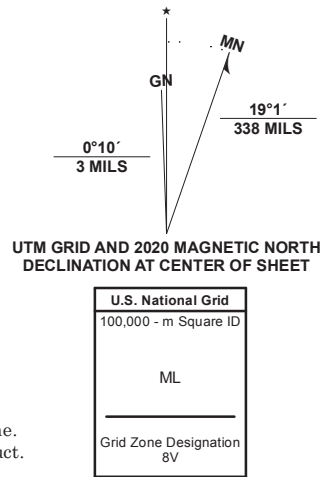 ★
MN
GN
19°1´
338 MILS
0°10´
3 MILS
UTM GRID AND 2020 MAGNETIC NORTH
DECLINATION AT CENTER OF SHEET
U.S. National Grid
100,000 - m Square ID
ML
Grid Zone Designation
8V